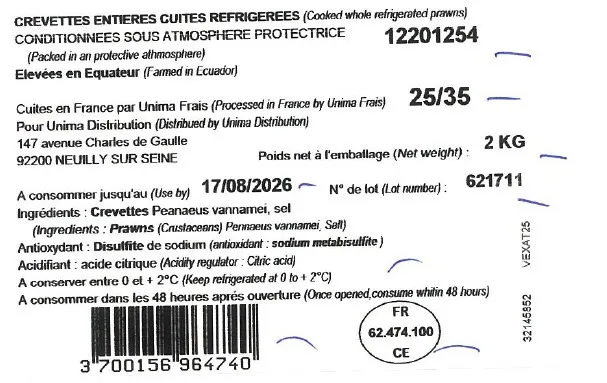 CREVETTES ENTIERES CUITES REFRIGEREES (Cooked whole refrigerated prawns)
CONDITIONNEES SOUS ATMOSPHERE PROTECTRICE 12201254
(Packed in an protective athmosphere)
Elevées en Equateur (Farmed in Ecuador)
Cuites en France par Unima Frais (Processed in France by Unima Frais) 25/35
Pour Unima Distribution (Distribued by Unima Distribution)
147 avenue Charles de Gaulle
92200 NEUILLY SUR SEINE
Poids net à l'emballage (Net weight) : 2 KG
A consommer jusqu'au (Use by) 17/08/2026 N° de lot (Lot number) : 621711
Ingrédients : Crevettes Peanaeus vannamei, sel
(Ingredients : Prawns (Crustaceans) Pennaeus vannamei, Salt)
Antioxydant : Disulfite de sodium (antioxidant : sodium metabisulfite)
Acidifiant : acide citrique (Acidity regulator : Citric acid)
A conserver entre 0 et + 2°C (Keep refrigerated at 0 to + 2°C)
A consommer dans les 48 heures aprés ouverture (Once opened,consume whitin 48 hours)
32145852 VEXAT25
FR
62.474.100
CE
3 700156 964740